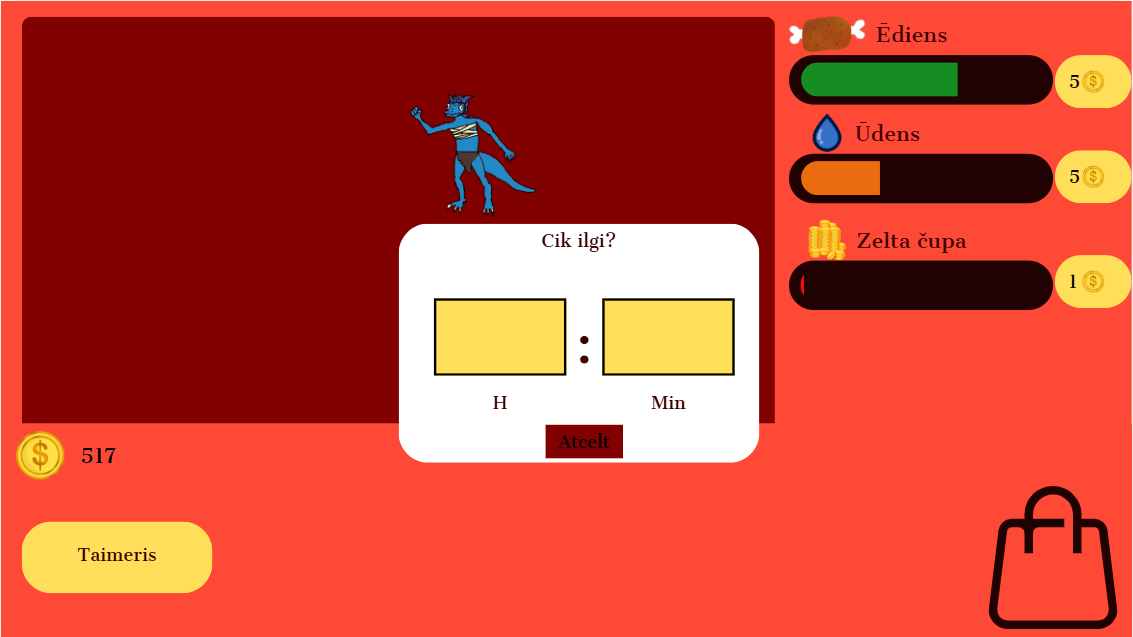 Ēdiens
5
Ūdens
5
Zelta čupa
1
Cik ilgi?
:
H
Min
Atcelt
517
Taimeris